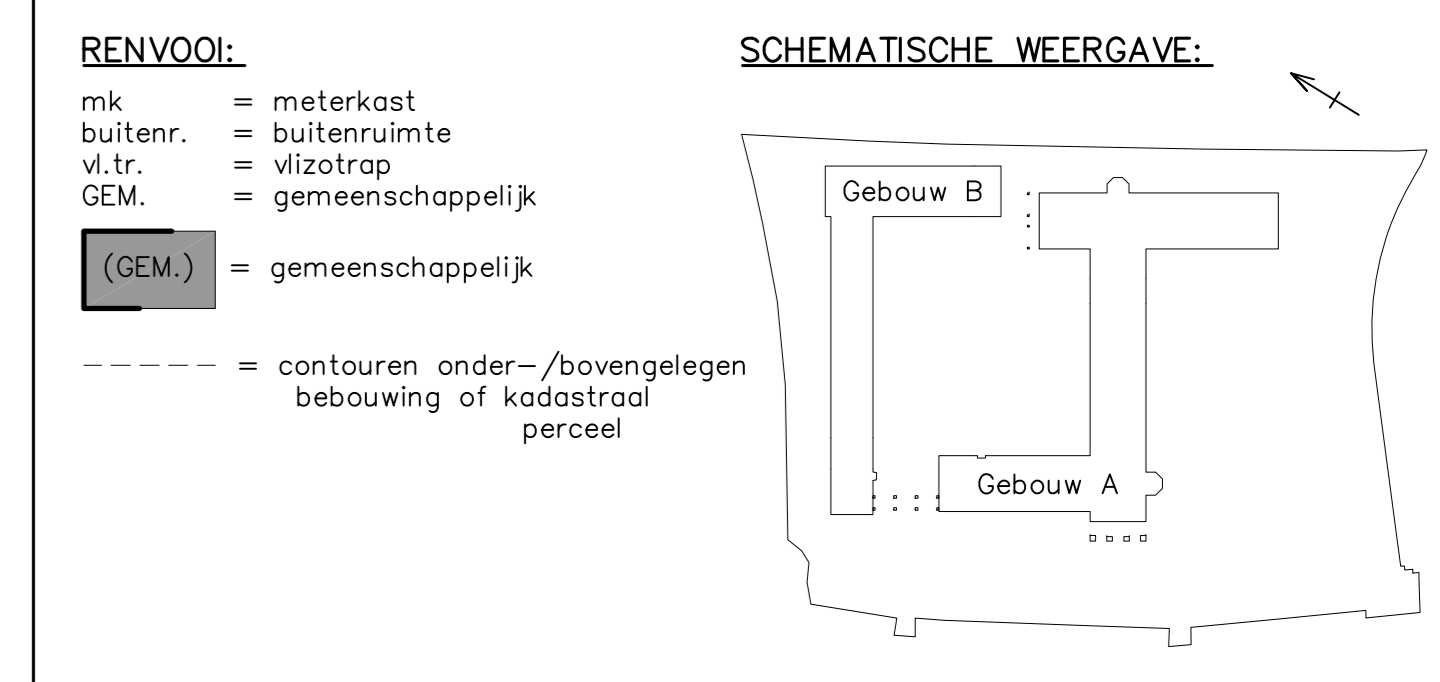 RENVOOI:
mk = meterkast
buitenr. = buitenruimte
vl.tr. = vlizotrap
GEM. = gemeenschappelijk
(GEM.) = gemeenschappelijk
----- = contouren onder-/bovengelegen
bebouwing of kadastraal
perceel
SCHEMATISCHE WEERGAVE:
Gebouw B
Gebouw A